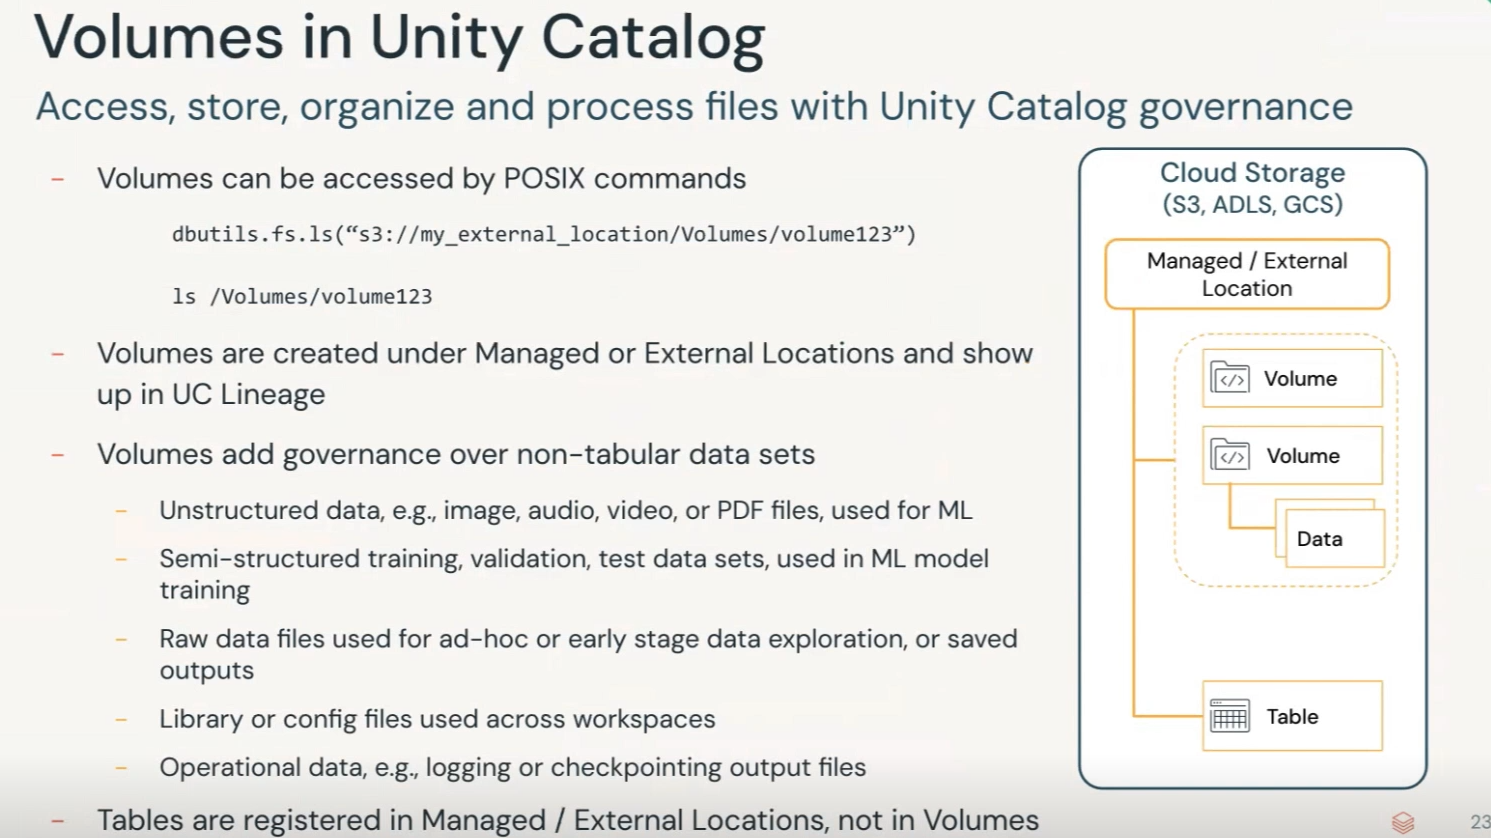 Volumes in Unity Catalog
Access, store, organize and process files with Unity Catalog governance
- Volumes can be accessed by POSIX commands
dbutils.fs.ls(“s3://my_external_location/Volumes/volume123”)
ls /Volumes/volume123
- Volumes are created under Managed or External Locations and show
up in UC Lineage
- Volumes add governance over non-tabular data sets
- Unstructured data, e.g., image, audio, video, or PDF files, used for ML
- Semi-structured training, validation, test data sets, used in ML model
training
- Raw data files used for ad-hoc or early stage data exploration, or saved
outputs
- Library or config files used across workspaces
- Operational data, e.g., logging or checkpointing output files
- Tables are registered in Managed / External Locations, not in Volumes
Cloud Storage
(S3, ADLS, GCS)
Managed / External
Location
</> Volume
</> Volume
Data
Table
23